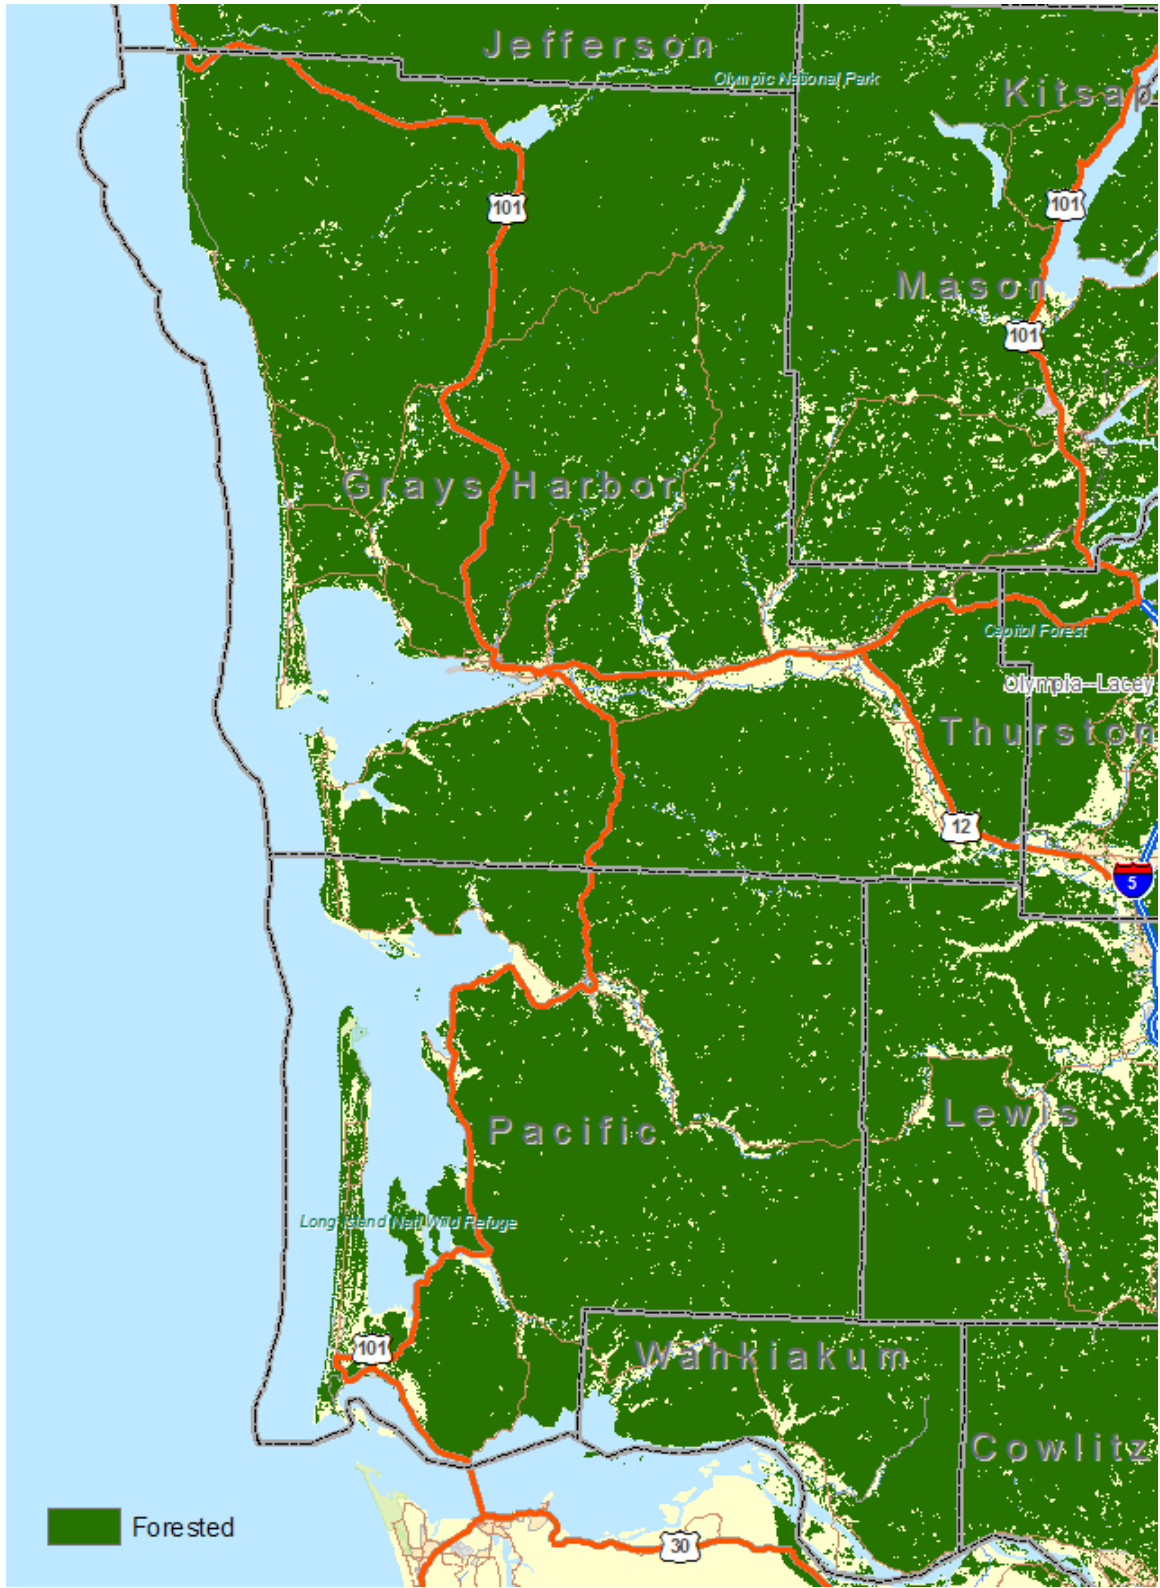 Jefferson
Olympic National Park
Kitsap
101
101
Mason
101
Grays Harbor
Capitol Forest
Olympia--Lacey
Thurston
12
5
Lewis
Pacific
Long Island Natl Wild Refuge
101
Wahkiakum
Cowlitz
Forested
30